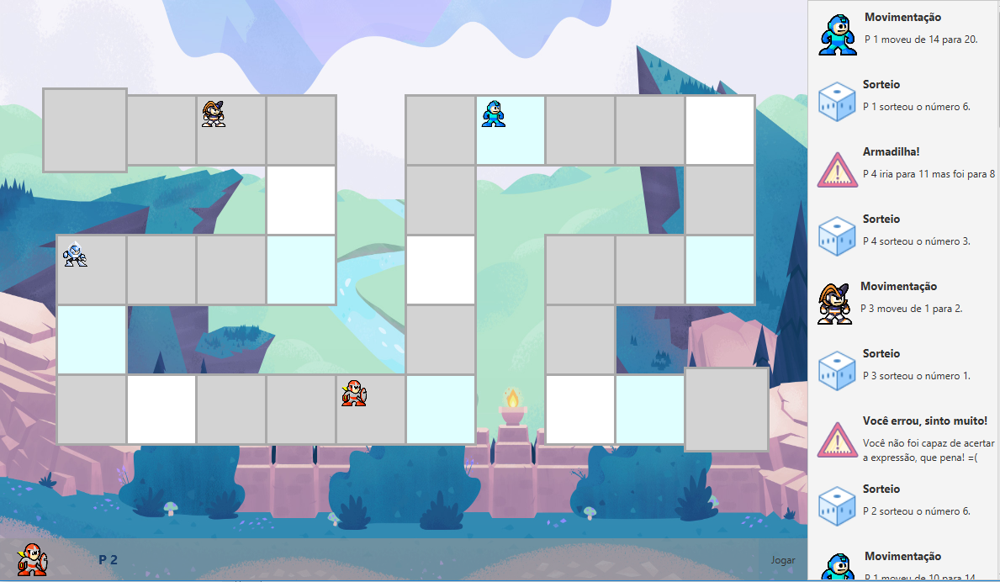 Movimentação
P 1 moveu de 14 para 20.
Sorteio
P 1 sorteou o número 6.
Armadilha!
P 4 iria para 11 mas foi para 8
Sorteio
P 4 sorteou o número 3.
Movimentação
P 3 moveu de 1 para 2.
Sorteio
P 3 sorteou o número 1.
Você errou, sinto muito!
Você não foi capaz de acertar
a expressão, que pena! =(
Sorteio
P 2 sorteou o número 6.
Movimentação
P 1 moveu de 10 para 14
P 2
Jogar